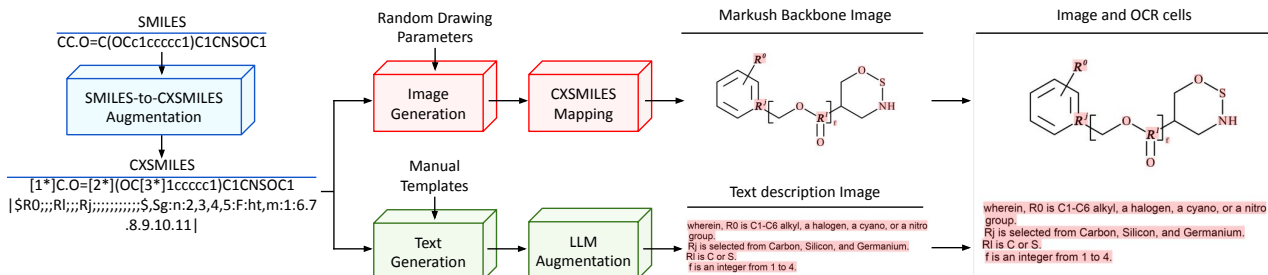 SMILES
CC.O=C(OCc1ccccc1)C1CNSOC1
SMILES-to-CXSMILES
Augmentation
CXSMILES
[1*]C.O=[2*](OC[3*]1ccccc1)C1CNSOC1
|$R0;;;Rl;;;Rj;;;;;;;;;;;$,Sg:n:2,3,4,5:F:ht,m:1:6.7
.8.9.10.11|
Random Drawing
Parameters
Image
Generation
CXSMILES
Mapping
Manual
Templates
Text
Generation
LLM
Augmentation
Markush Backbone Image
R⁰
O
S
Rʲ
O
Rˡ
NH
f
O
Text description Image
wherein, R0 is C1-C6 alkyl, a halogen, a cyano, or a nitro
group.
Rj is selected from Carbon, Silicon, and Germanium.
Rl is C or S.
f is an integer from 1 to 4.
Image and OCR cells
R⁰
O
S
Rʲ
O
Rˡ
NH
f
O
wherein, R0 is C1-C6 alkyl, a halogen, a cyano, or a nitro
group.
Rj is selected from Carbon, Silicon, and Germanium.
Rl is C or S.
f is an integer from 1 to 4.